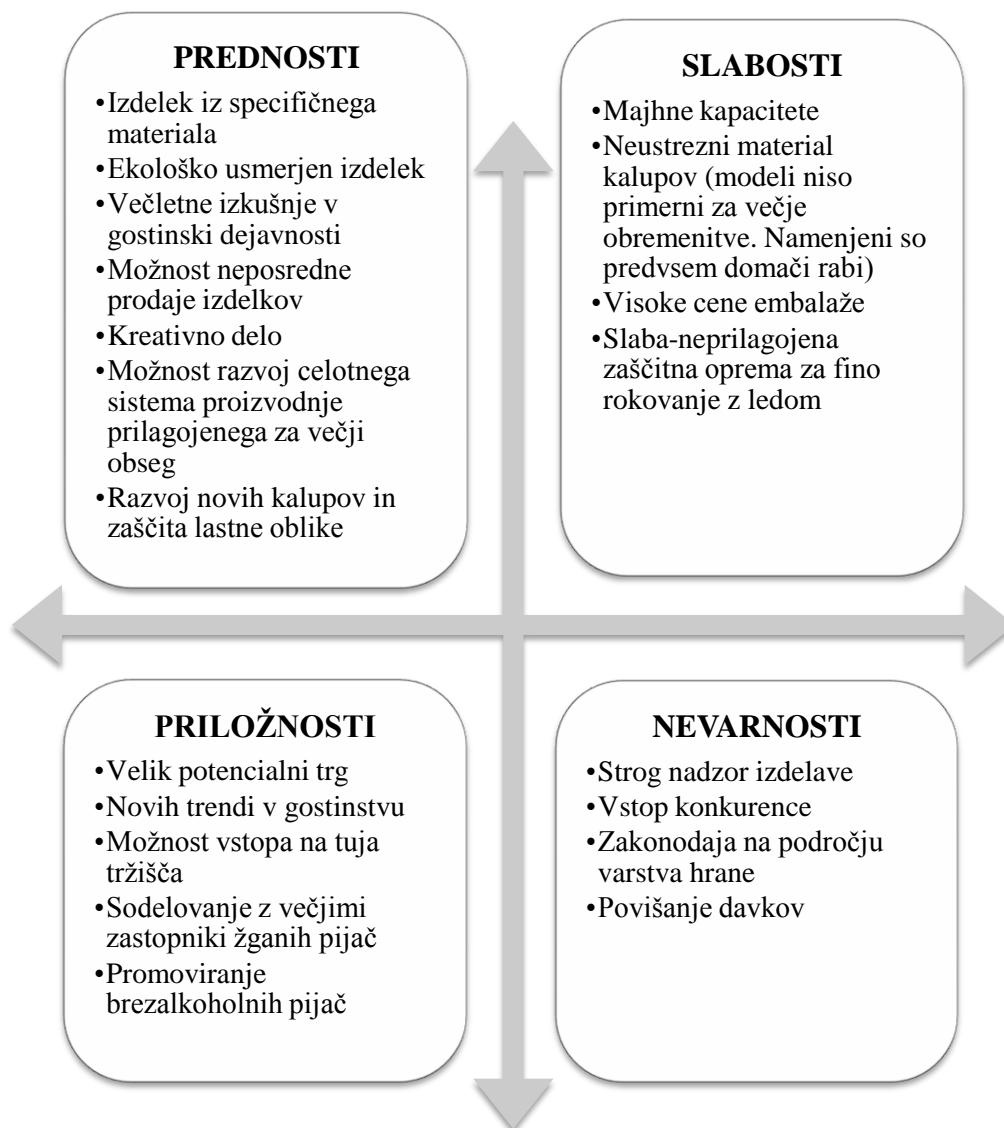 PREDNOSTI
•Izdelek iz specifičnega
materiala
•Ekološko usmerjen izdelek
•Večletne izkušnje v
gostinski dejavnosti
•Možnost neposredne
prodaje izdelkov
•Kreativno delo
•Možnost razvoj celotnega
sistema proizvodnje
prilagojenega za večji
obseg
•Razvoj novih kalupov in
zaščita lastne oblike
SLABOSTI
•Majhne kapacitete
•Neustrezni material
kalupov (modeli niso
primerni za večje
obremenitve. Namenjeni so
predvsem domači rabi)
•Visoke cene embalaže
•Slaba-neprilagojena
zaščitna oprema za fino
rokovanje z ledom
PRILOŽNOSTI
•Velik potencialni trg
•Novih trendi v gostinstvu
•Možnost vstopa na tuja
tržišča
•Sodelovanje z večjimi
zastopniki žganih pijač
•Promoviranje
brezalkoholnih pijač
NEVARNOSTI
•Strog nadzor izdelave
•Vstop konkurence
•Zakonodaja na področju
varstva hrane
•Povišanje davkov